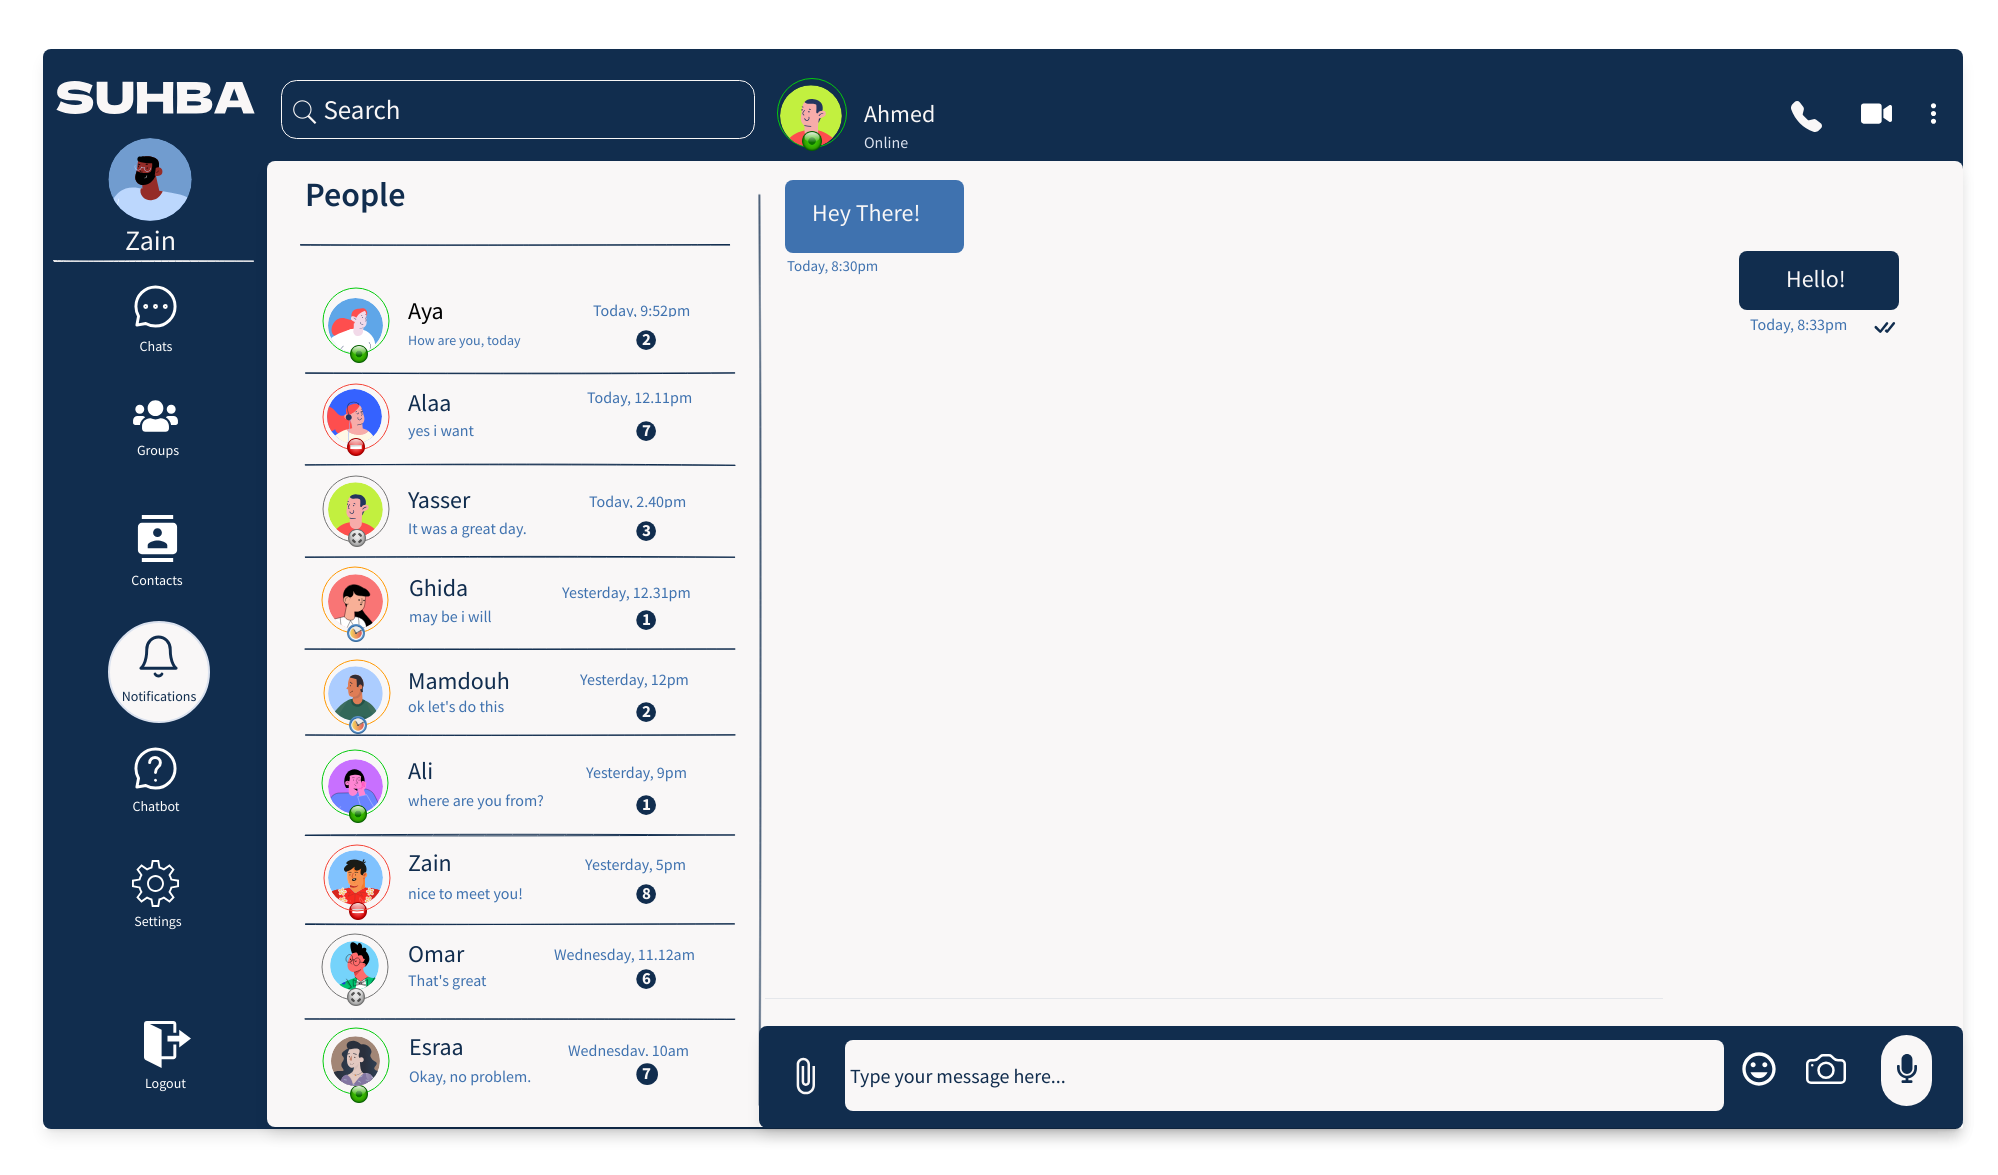 SUHBA
Zain
Chats
Groups
Contacts
Notifications
Chatbot
Settings
Logout
Search
People
Aya
Today, 9:52pm
How are you, today
2
Alaa
Today, 12.11pm
yes i want
7
Yasser
Today, 2.40pm
It was a great day.
3
Ghida
Yesterday, 12.31pm
may be i will
1
Mamdouh
Yesterday, 12pm
ok let's do this
2
Ali
Yesterday, 9pm
where are you from?
1
Zain
Yesterday, 5pm
nice to meet you!
8
Omar
Wednesday, 11.12am
That's great
6
Esraa
Wednesday, 10am
Okay, no problem.
7
Ahmed
Online
Hey There!
Today, 8:30pm
Hello!
Today, 8:33pm
Type your message here...